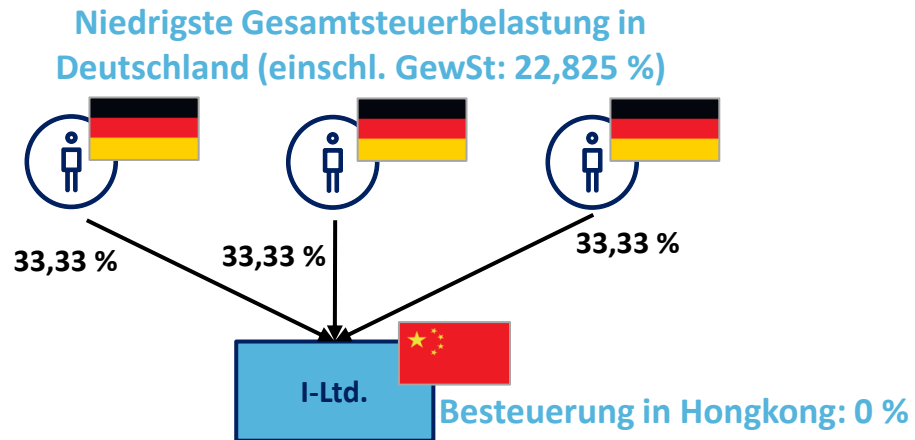 Niedrigste Gesamtsteuerbelastung in
Deutschland (einschl. GewSt: 22,825 %)
33,33 %
33,33 %
33,33 %
I-Ltd.
Besteuerung in Hongkong: 0 %